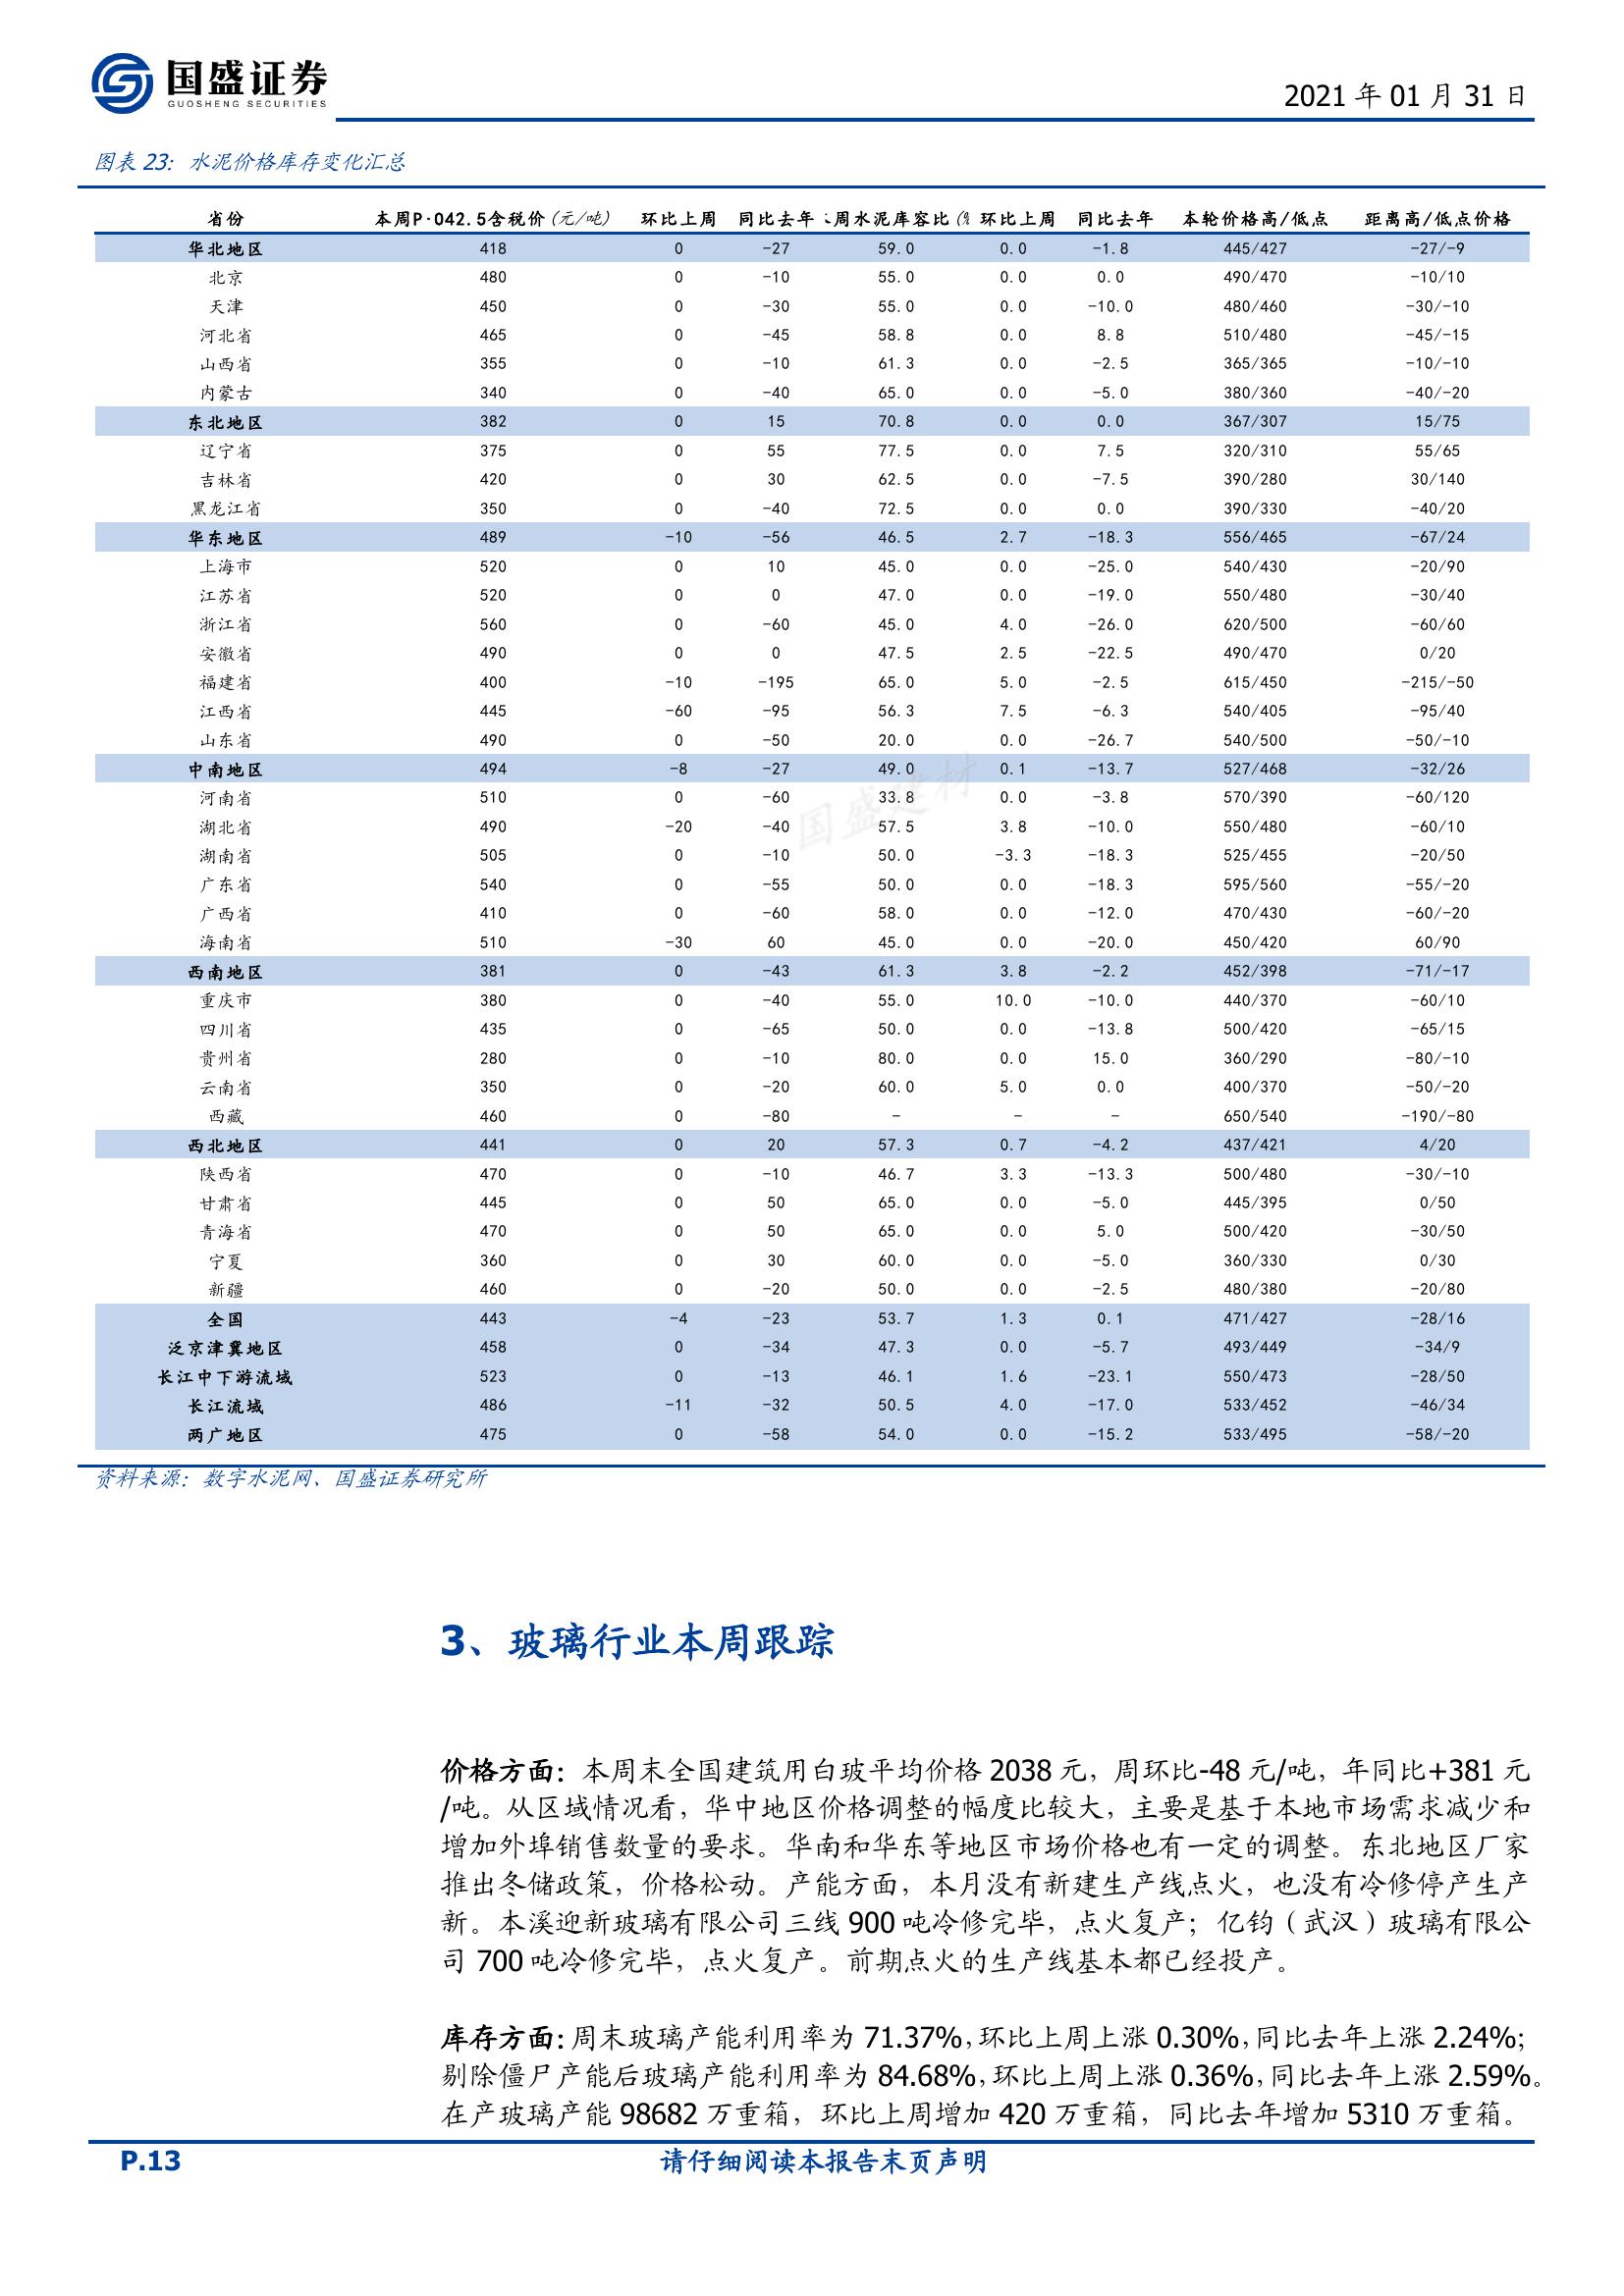 国盛证券
GUOSHENG SECURITIES
2021 年 01 月 31 日
图表 23：水泥价格库存变化汇总
省份 本周P·O42.5含税价(元/吨) 环比上周 同比去年 周水泥库容比(% 环比上周 同比去年 本轮价格高/低点 距离高/低点价格
华北地区 418 0 -27 59.0 0.0 -1.8 445/427 -27/-9
北京 480 0 -10 55.0 0.0 0.0 490/470 -10/10
天津 450 0 -30 55.0 0.0 -10.0 480/460 -30/-10
河北省 465 0 -45 58.8 0.0 8.8 510/480 -45/-15
山西省 355 0 -10 61.3 0.0 -2.5 365/365 -10/-10
内蒙古 340 0 -40 65.0 0.0 -5.0 380/360 -40/-20
东北地区 382 0 15 70.8 0.0 0.0 367/307 15/75
辽宁省 375 0 55 77.5 0.0 7.5 320/310 55/65
吉林省 420 0 30 62.5 0.0 -7.5 390/280 30/140
黑龙江省 350 0 -40 72.5 0.0 0.0 390/330 -40/20
华东地区 489 -10 -56 46.5 2.7 -18.3 556/465 -67/24
上海市 520 0 10 45.0 0.0 -25.0 540/430 -20/90
江苏省 520 0 0 47.0 0.0 -19.0 550/480 -30/40
浙江省 560 0 -60 45.0 4.0 -26.0 620/500 -60/60
安徽省 490 0 0 47.5 2.5 -22.5 490/470 0/20
福建省 400 -10 -195 65.0 5.0 -2.5 615/450 -215/-50
江西省 445 -60 -95 56.3 7.5 -6.3 540/405 -95/40
山东省 490 0 -50 20.0 0.0 -26.7 540/500 -50/-10
中南地区 494 -8 -27 49.0 0.1 -13.7 527/468 -32/26
河南省 510 0 -60 33.8 0.0 -3.8 570/390 -60/120
湖北省 490 -20 -40 57.5 3.8 -10.0 550/480 -60/10
湖南省 505 0 -10 50.0 -3.3 -18.3 525/455 -20/50
广东省 540 0 -55 50.0 0.0 -18.3 595/560 -55/-20
广西省 410 0 -60 58.0 0.0 -12.0 470/430 -60/-20
海南省 510 -30 60 45.0 0.0 -20.0 450/420 60/90
西南地区 381 0 -43 61.3 3.8 -2.2 452/398 -71/-17
重庆市 380 0 -40 55.0 10.0 -10.0 440/370 -60/10
四川省 435 0 -65 50.0 0.0 -13.8 500/420 -65/15
贵州省 280 0 -10 80.0 0.0 15.0 360/290 -80/-10
云南省 350 0 -20 60.0 5.0 0.0 400/370 -50/-20
西藏 460 0 -80 - - - 650/540 -190/-80
西北地区 441 0 20 57.3 0.7 -4.2 437/421 4/20
陕西省 470 0 -10 46.7 3.3 -13.3 500/480 -30/-10
甘肃省 445 0 50 65.0 0.0 -5.0 445/395 0/50
青海省 470 0 50 65.0 0.0 5.0 500/420 -30/50
宁夏 360 0 30 60.0 0.0 -5.0 360/330 0/30
新疆 460 0 -20 50.0 0.0 -2.5 480/380 -20/80
全国 443 -4 -23 53.7 1.3 0.1 471/427 -28/16
泛京津冀地区 458 0 -34 47.3 0.0 -5.7 493/449 -34/9
长江中下游流域 523 0 -13 46.1 1.6 -23.1 550/473 -28/50
长江流域 486 -11 -32 50.5 4.0 -17.0 533/452 -46/34
两广地区 475 0 -58 54.0 0.0 -15.2 533/495 -58/-20
国盛建材
资料来源：数字水泥网、国盛证券研究所
3、玻璃行业本周跟踪
价格方面：本周末全国建筑用白玻平均价格 2038 元，周环比-48 元/吨，年同比+381 元
/吨。从区域情况看，华中地区价格调整的幅度比较大，主要是基于本地市场需求减少和
增加外埠销售数量的要求。华南和华东等地区市场价格也有一定的调整。东北地区厂家
推出冬储政策，价格松动。产能方面，本月没有新建生产线点火，也没有冷修停产生产
新。本溪迎新玻璃有限公司三线 900 吨冷修完毕，点火复产；亿钧（武汉）玻璃有限公
司 700 吨冷修完毕，点火复产。前期点火的生产线基本都已经投产。
库存方面：周末玻璃产能利用率为 71.37%，环比上周上涨 0.30%，同比去年上涨 2.24%；
剔除僵尸产能后玻璃产能利用率为 84.68%，环比上周上涨 0.36%，同比去年上涨 2.59%。
在产玻璃产能 98682 万重箱，环比上周增加 420 万重箱，同比去年增加 5310 万重箱。
P.13 请仔细阅读本报告末页声明